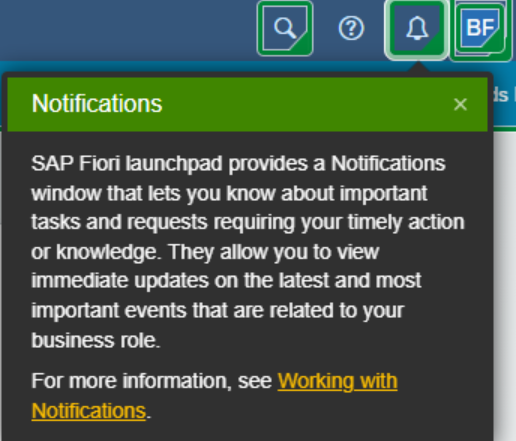 ?
BF
ds
Notifications
×
SAP Fiori launchpad provides a Notifications
window that lets you know about important
tasks and requests requiring your timely action
or knowledge. They allow you to view
immediate updates on the latest and most
important events that are related to your
business role.
For more information, see Working with
Notifications.